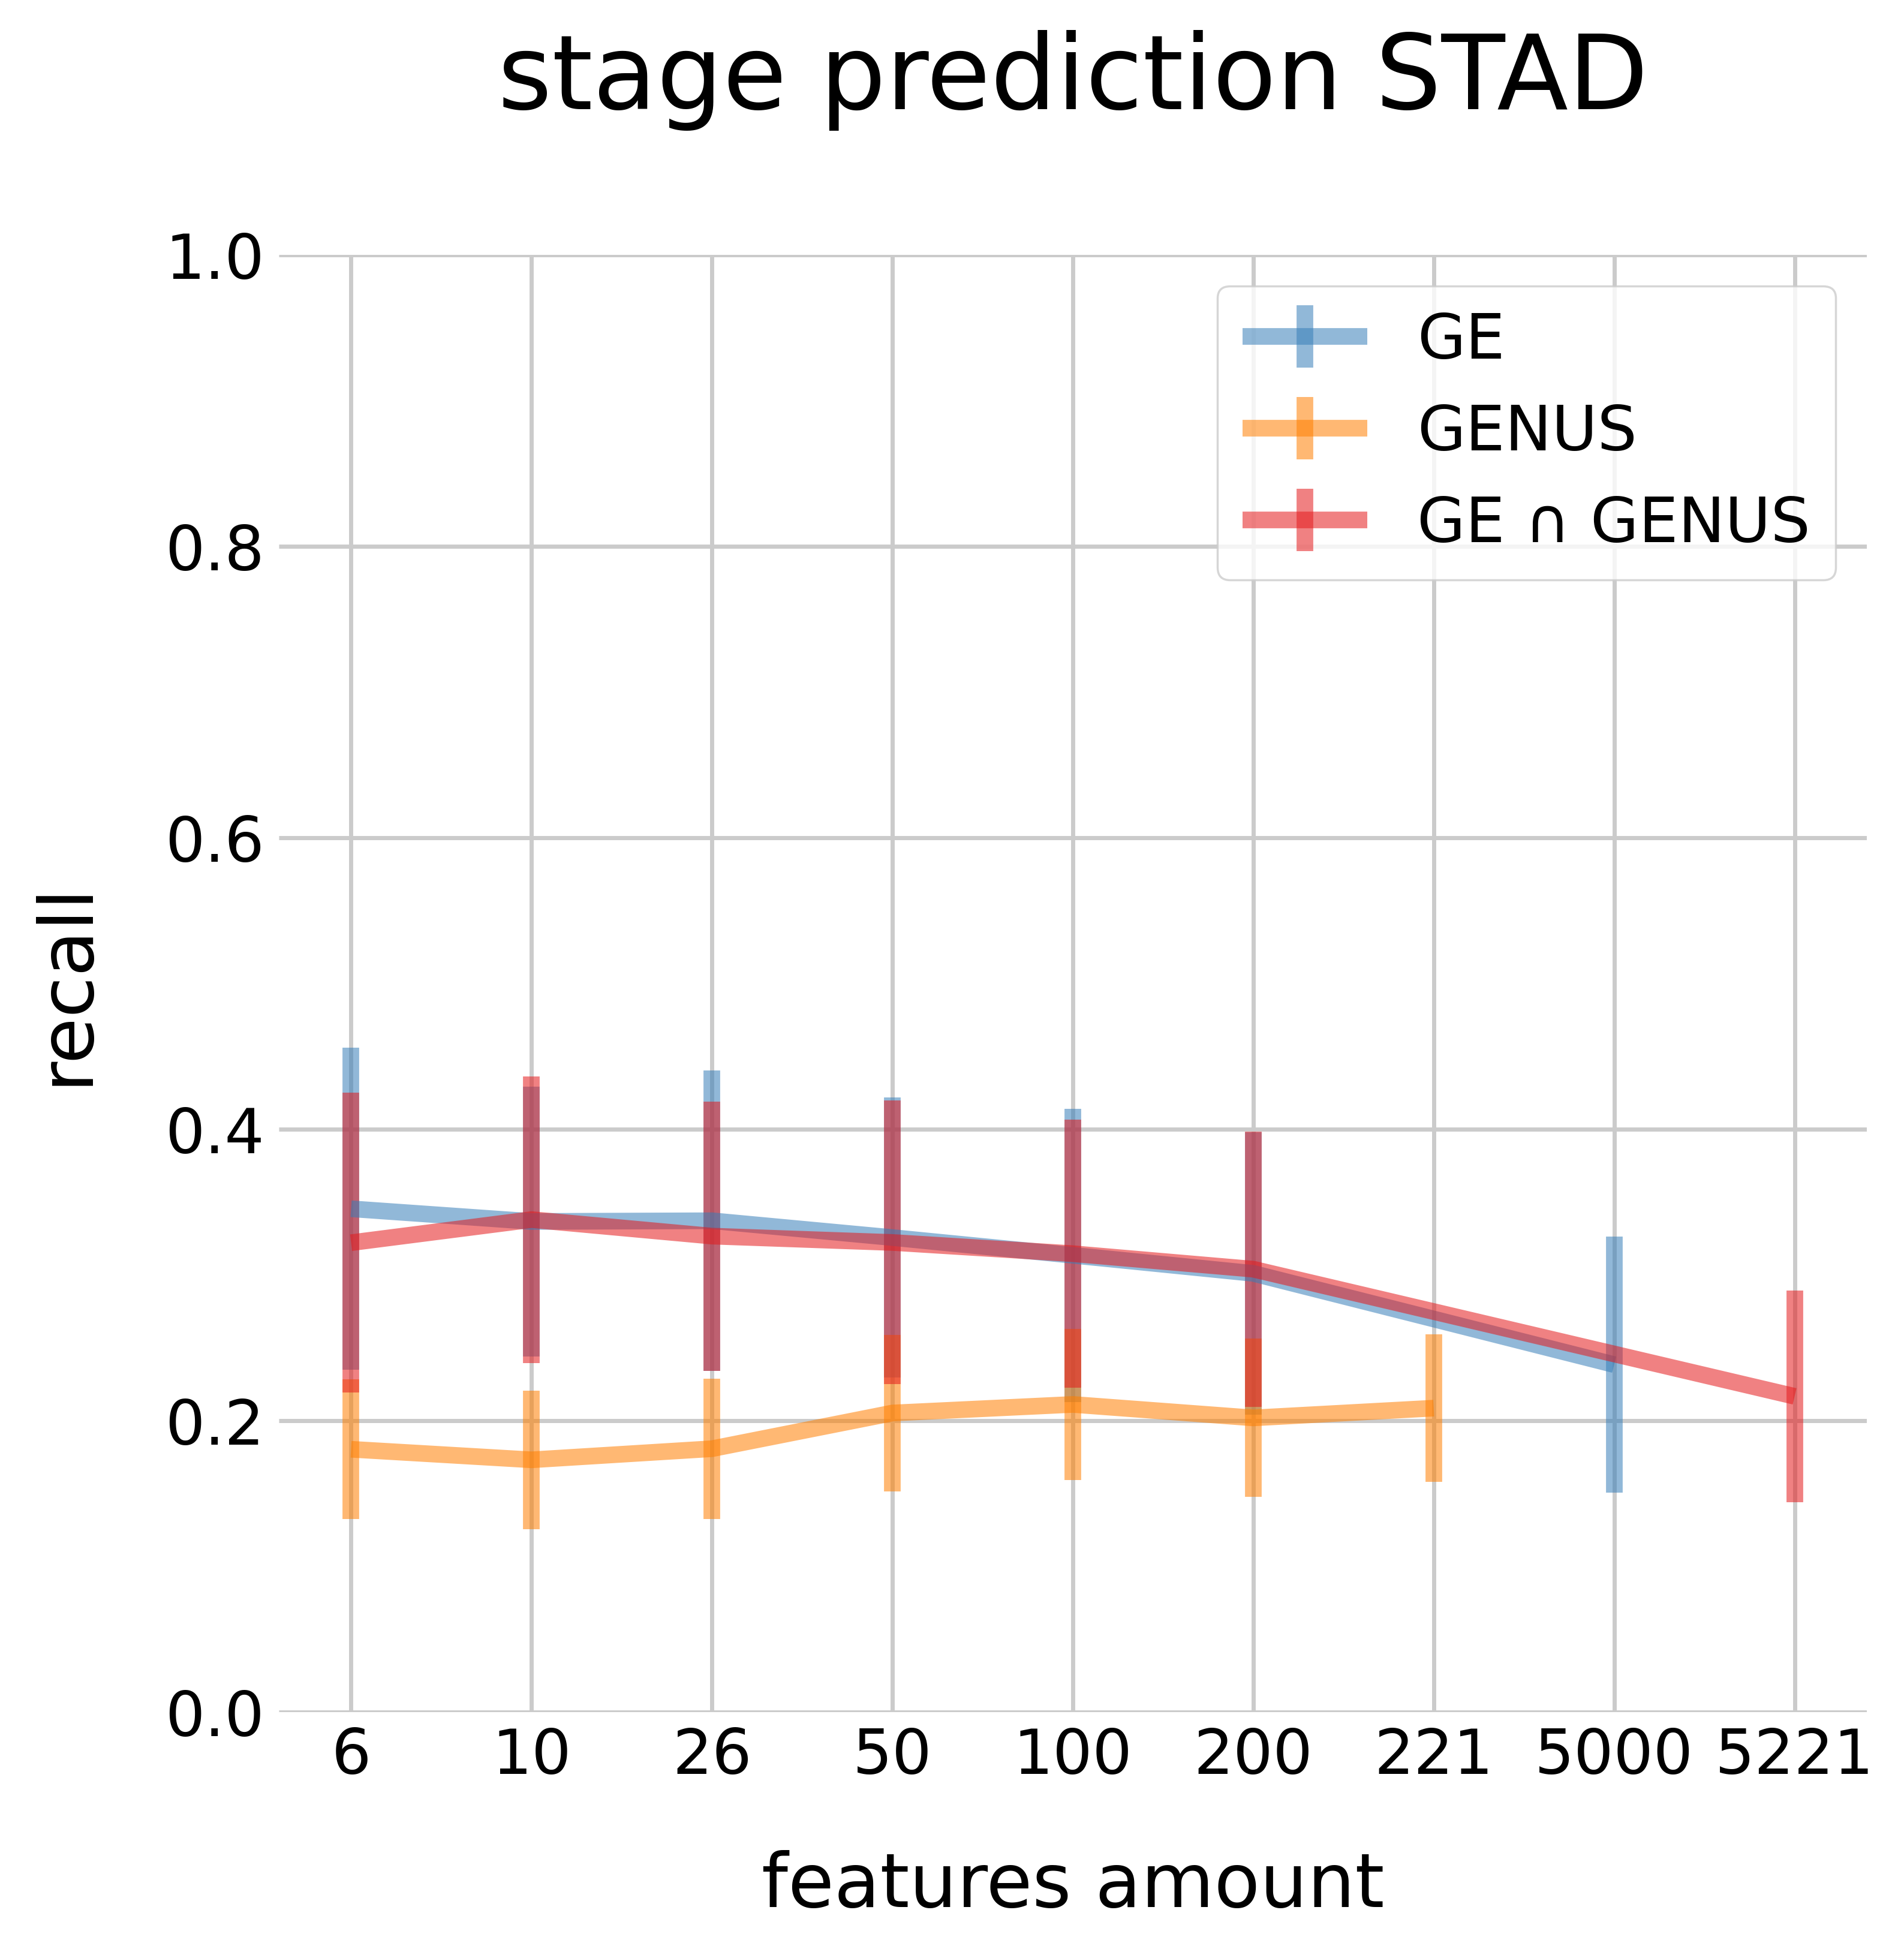 stage prediction STAD
1.0
0.8
0.6
0.4
0.2
0.0
recall
GE
GENUS
GE ∩ GENUS
6 10 26 50 100 200 221 5000 5221
features amount